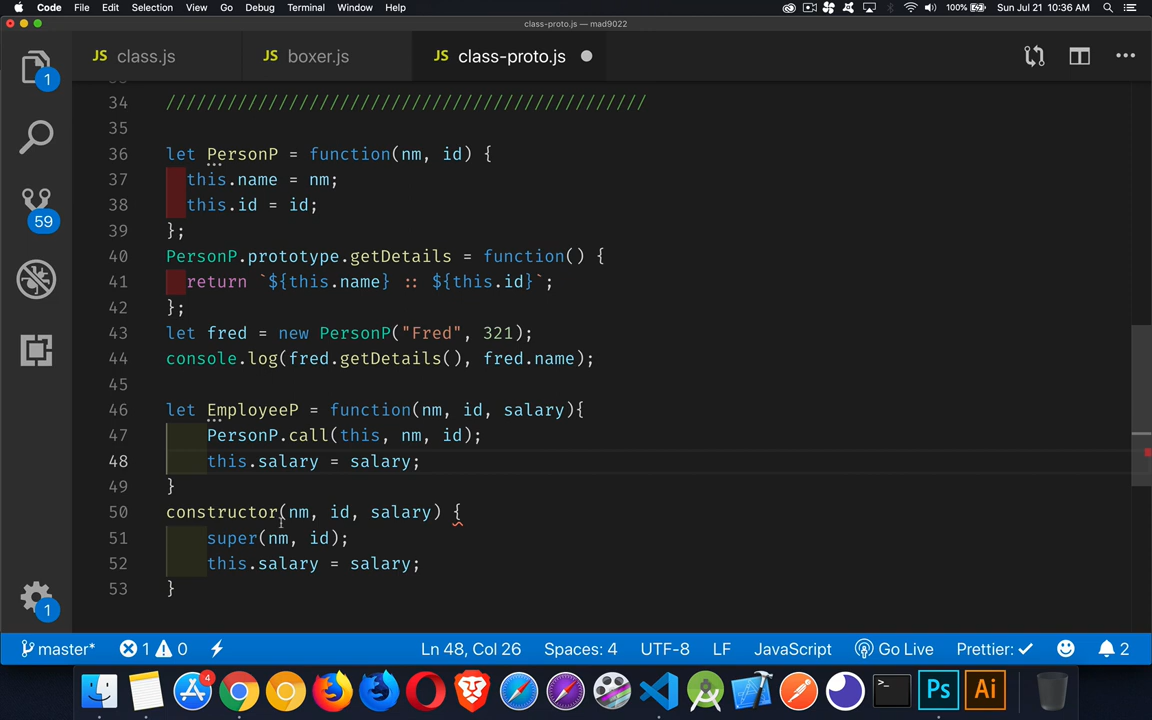 Code File Edit Selection View Go Debug Terminal Window Help 100% Sun Jul 21 10:36 AM
class-proto.js — mad9022
JS class.js JS boxer.js JS class-proto.js
34 ///////////////////////////////////////////////
35
36 let PersonP = function(nm, id) {
37 this.name = nm;
38 this.id = id;
39 };
40 PersonP.prototype.getDetails = function() {
41 return `${this.name} :: ${this.id}`;
42 };
43 let fred = new PersonP("Fred", 321);
44 console.log(fred.getDetails(), fred.name);
45
46 let EmployeeP = function(nm, id, salary){
47 PersonP.call(this, nm, id);
48 this.salary = salary;
49 }
50 constructor(nm, id, salary) {
51 super(nm, id);
52 this.salary = salary;
53 }
1
59
1
master* 1 0 Ln 48, Col 26 Spaces: 4 UTF-8 LF JavaScript Go Live Prettier: ✓ 2
4 >_ Ps Ai